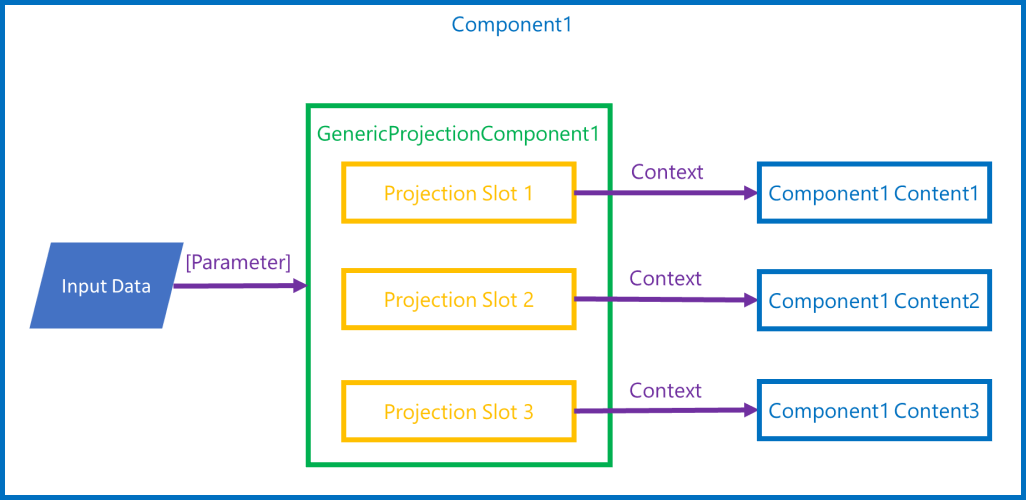 Component1
GenericProjectionComponent1
Projection Slot 1
Context
Component1 Content1
Input Data
[Parameter]
Projection Slot 2
Context
Component1 Content2
Projection Slot 3
Context
Component1 Content3